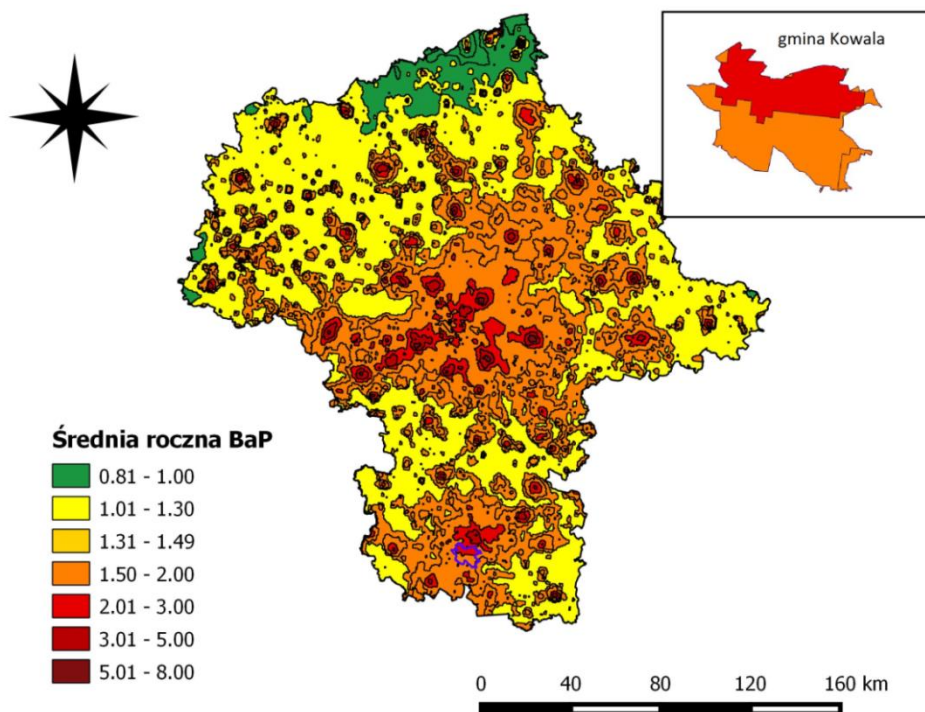 gmina Kowala
Średnia roczna BaP
0.81 - 1.00
1.01 - 1.30
1.31 - 1.49
1.50 - 2.00
2.01 - 3.00
3.01 - 5.00
5.01 - 8.00
0 40 80 120 160 km